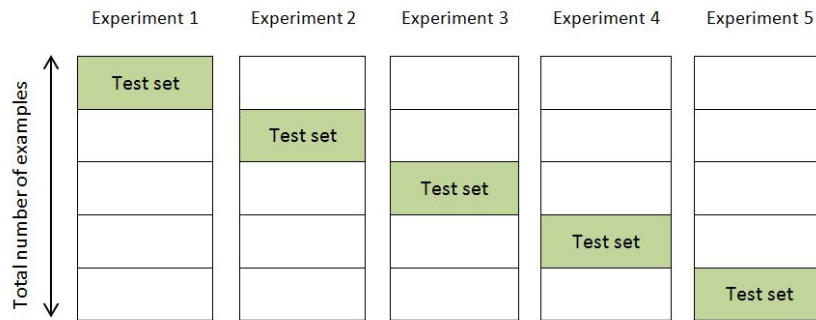 Experiment 1
Experiment 2
Experiment 3
Experiment 4
Experiment 5
Total number of examples
Test set
Test set
Test set
Test set
Test set